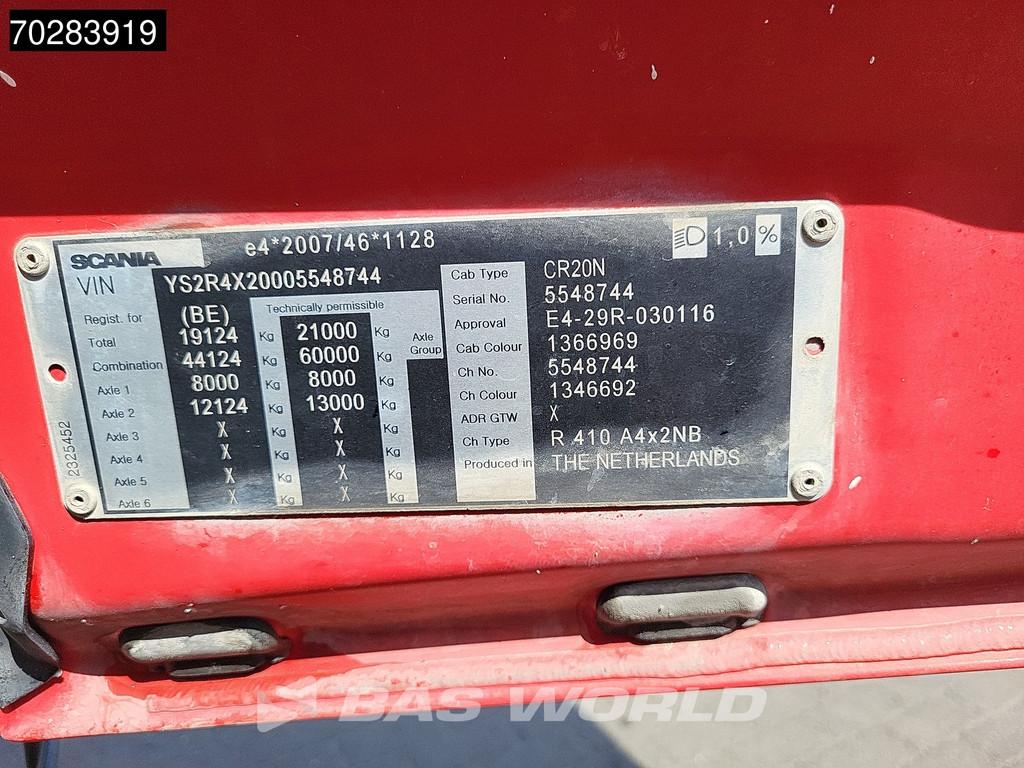 70283919
SCANIA e4*2007/46*1128 1,0%
VIN YS2R4X20005548744
Regist. for (BE) Technically permissible
Total 19124 Kg 21000 Kg Axle Group
Combination 44124 Kg 60000 Kg
Axle 1 8000 Kg 8000 Kg
Axle 2 12124 Kg 13000 Kg
Axle 3 X Kg X Kg
Axle 4 X Kg X Kg
Axle 5 X Kg X Kg
Axle 6 X Kg X Kg
2325452
Cab Type CR20N
Serial No. 5548744
Approval E4-29R-030116
Cab Colour 1366969
Ch No. 5548744
Ch Colour 1346692
ADR GTW X
Ch Type R 410 A4x2NB
Produced in THE NETHERLANDS
BAS WORLD